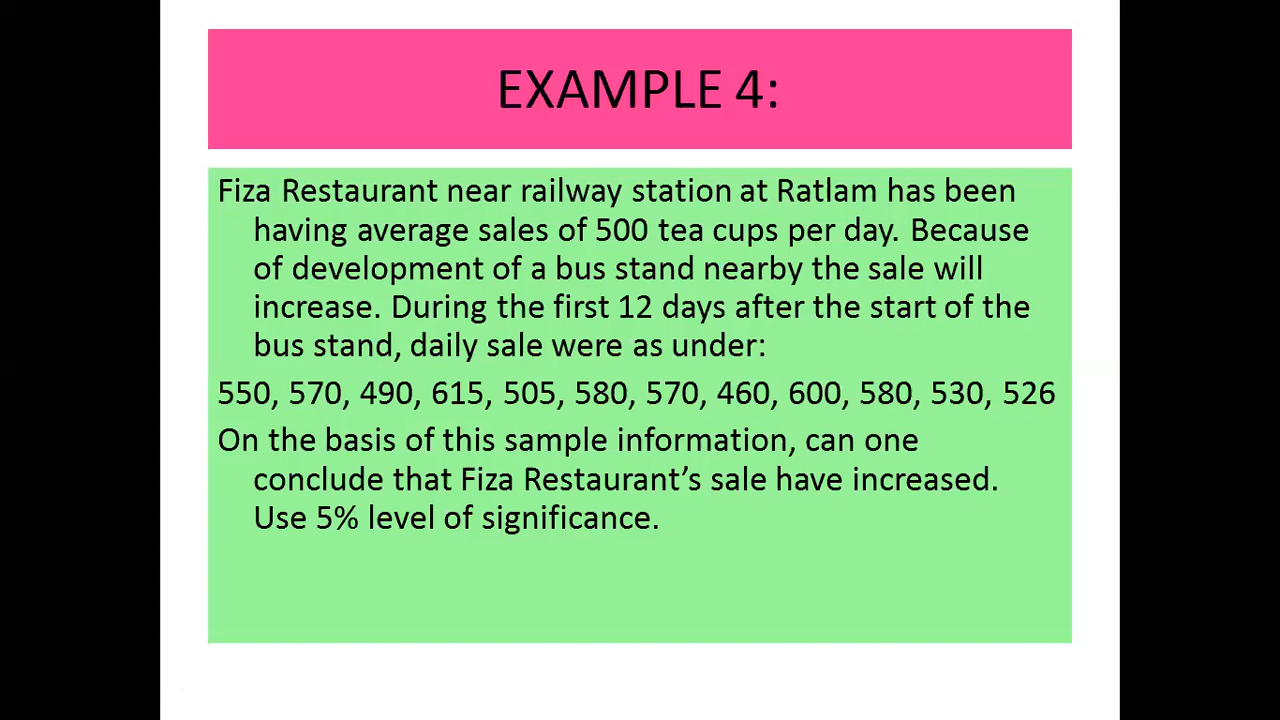 EXAMPLE 4:
Fiza Restaurant near railway station at Ratlam has been
having average sales of 500 tea cups per day. Because
of development of a bus stand nearby the sale will
increase. During the first 12 days after the start of the
bus stand, daily sale were as under:
550, 570, 490, 615, 505, 580, 570, 460, 600, 580, 530, 526
On the basis of this sample information, can one
conclude that Fiza Restaurant’s sale have increased.
Use 5% level of significance.